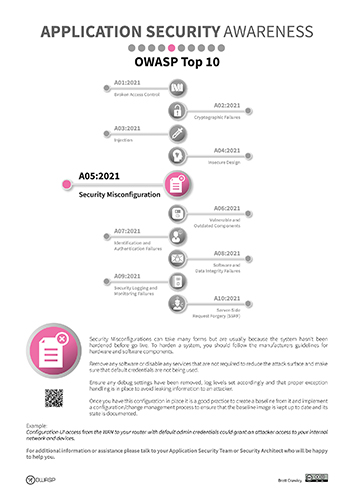 APPLICATION SECURITY AWARENESS
OWASP Top 10
A01:2021
Broken Access Control
A02:2021
Cryptographic Failures
A03:2021
Injection
A04:2021
Insecure Design
A05:2021
Security Misconfiguration
A06:2021
Vulnerable and
Outdated Components
A07:2021
Identification and
Authentication Failures
A08:2021
Software and
Data Integrity Failures
A09:2021
Security Logging and
Monitoring Failures
A10:2021
Server-Side
Request Forgery (SSRF)
Security Misconfigurations can take many forms but are usually because the system hasn't been
hardened before go-live. To harden a system, you should follow the manufacturers guidelines for
hardware and software components.
Remove any software or disable any services that are not required to reduce the attack surface and make
sure that default credentials are not being used.
Ensure any debug settings have been removed, log levels set accordingly and that proper exception
handling is in place to avoid leaking information to an attacker.
Once you have this configuration in place it is a good practice to create a baseline from it and implement
a configuration/change management process to ensure that the baseline image is kept up to date and its
state is documented.
Example:
Configuration UI access from the WAN to your router with default admin credentials could grant an attacker access to your internal
network and devices.
For additional information or assistance please talk to your Application Security Team or Security Architect who will be happy
to help you.
OWASP
Brett Crawley